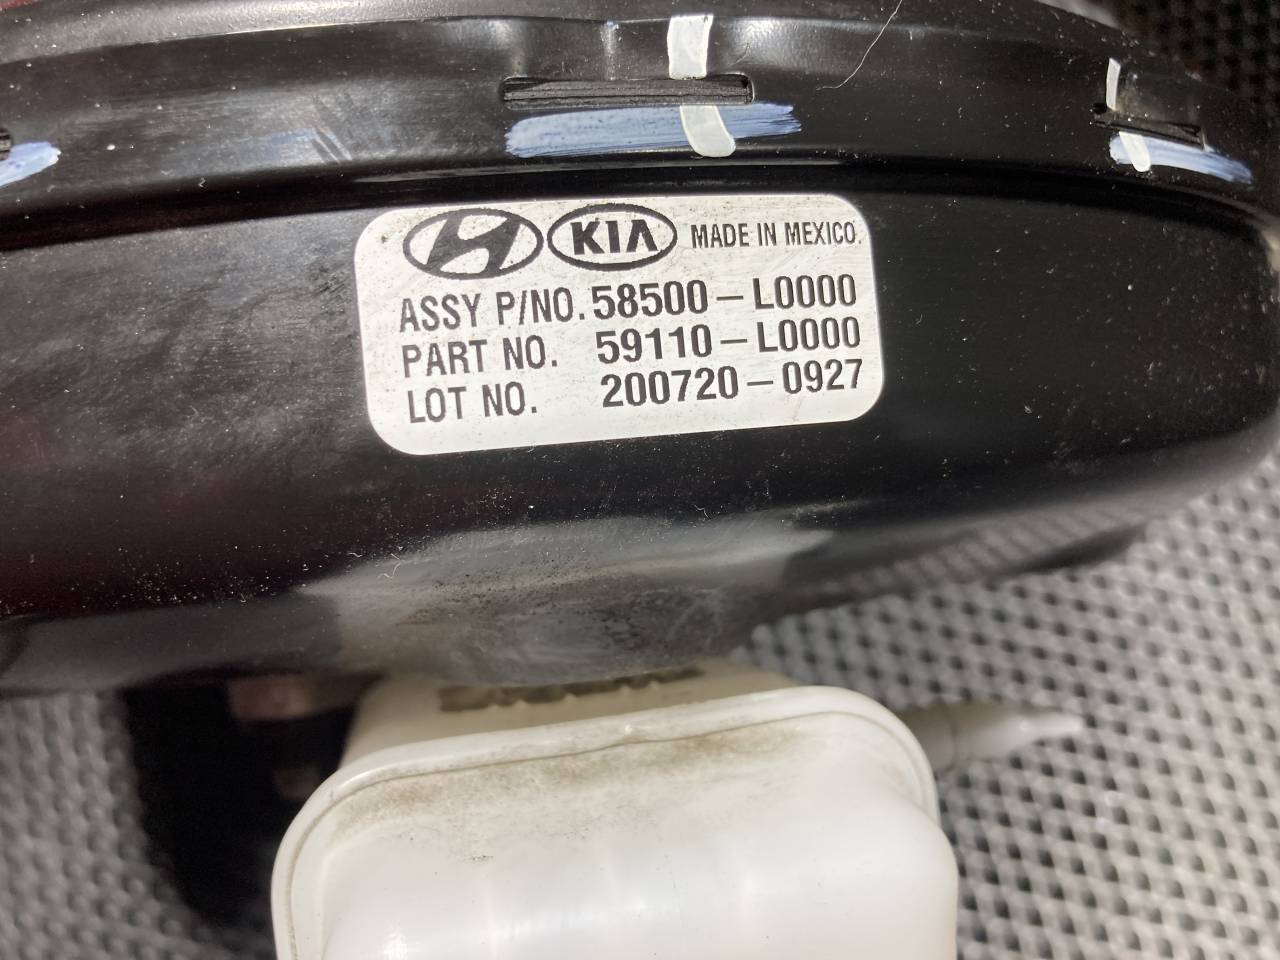 KIA MADE IN MEXICO.
ASSY P/NO. 58500-L0000
PART NO. 59110-L0000
LOT NO. 200720-0927